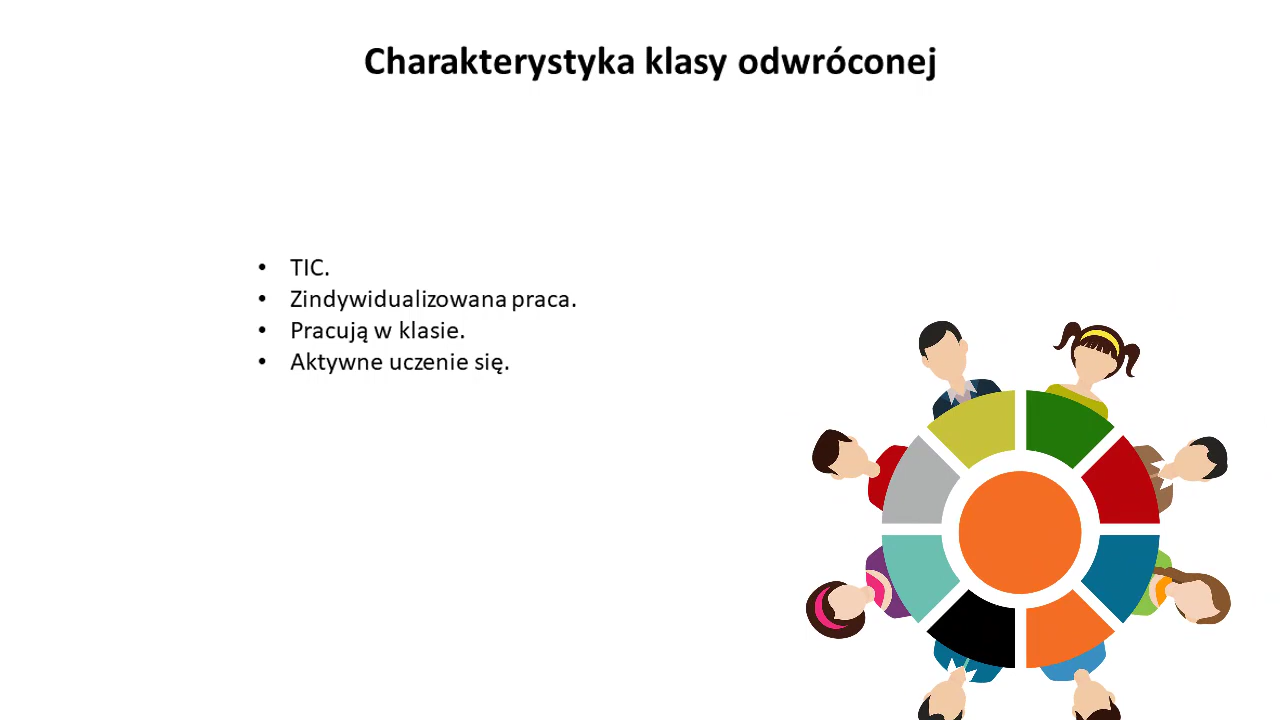 Charakterystyka klasy odwróconej
• TIC.
• Zindywidualizowana praca.
• Pracują w klasie.
• Aktywne uczenie się.